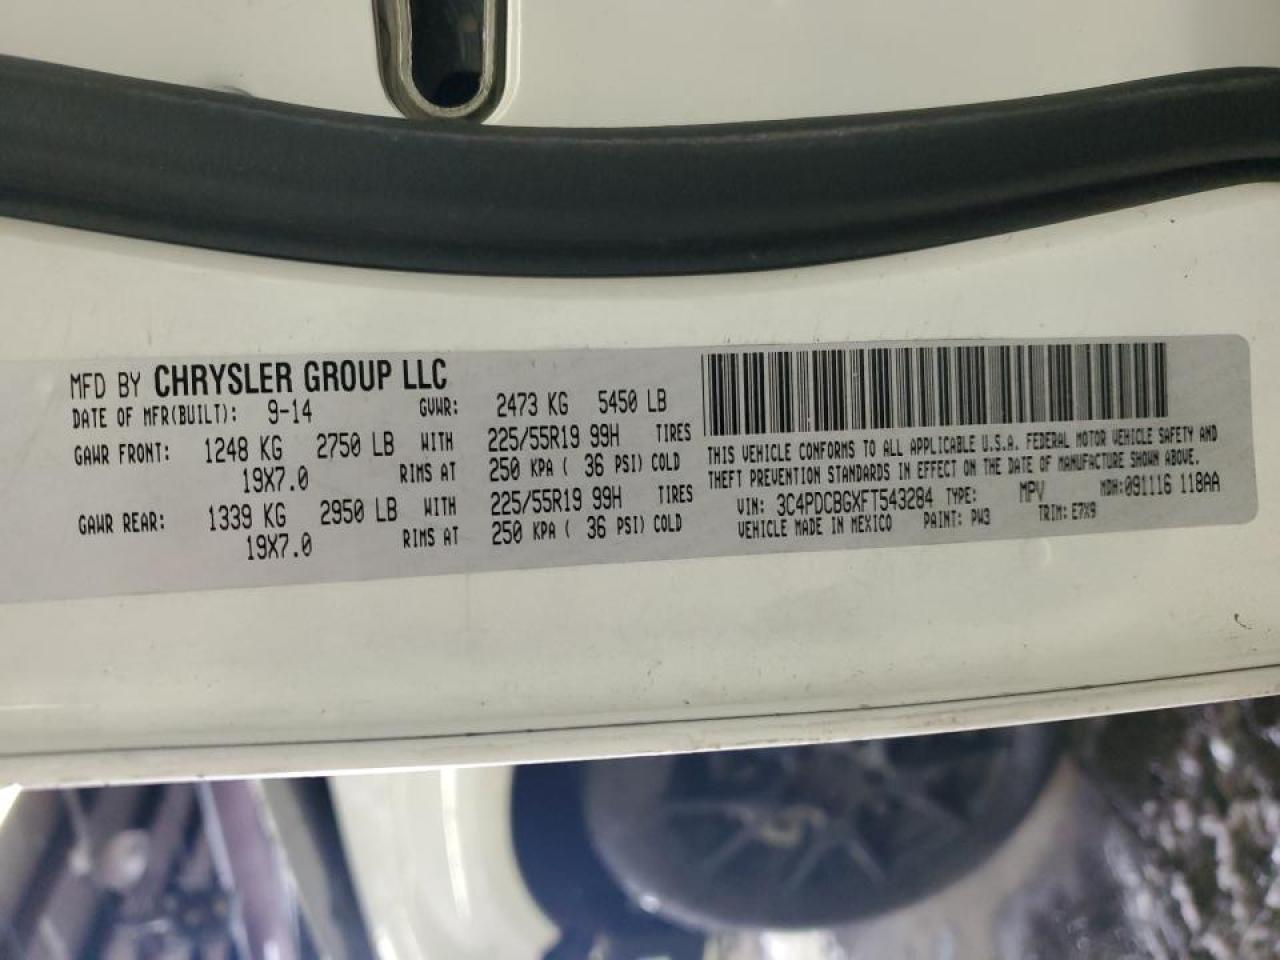 MFD BY CHRYSLER GROUP LLC
DATE OF MFR(BUILT): 9-14 GVWR: 2473 KG 5450 LB
GAWR FRONT: 1248 KG 2750 LB WITH 225/55R19 99H TIRES
19X7.0 RIMS AT 250 KPA ( 36 PSI) COLD
GAWR REAR: 1339 KG 2950 LB WITH 225/55R19 99H TIRES
19X7.0 RIMS AT 250 KPA ( 36 PSI) COLD
THIS VEHICLE CONFORMS TO ALL APPLICABLE U.S.A. FEDERAL MOTOR VEHICLE SAFETY AND
THEFT PREVENTION STANDARDS IN EFFECT ON THE DATE OF MANUFACTURE SHOWN ABOVE.
VIN: 3C4PDCBGXFT543284 TYPE: MPV MDH:091116 118AA
VEHICLE MADE IN MEXICO PAINT: PW3 TRIM: E7X9